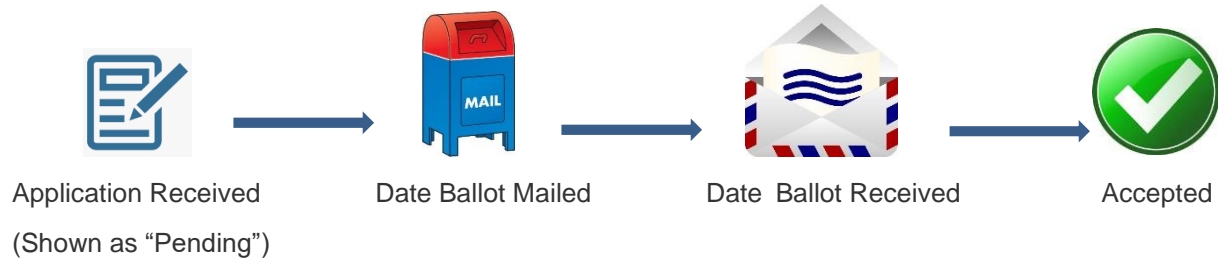 MAIL
Application Received
Date Ballot Mailed
Date Ballot Received
Accepted
(Shown as “Pending”)